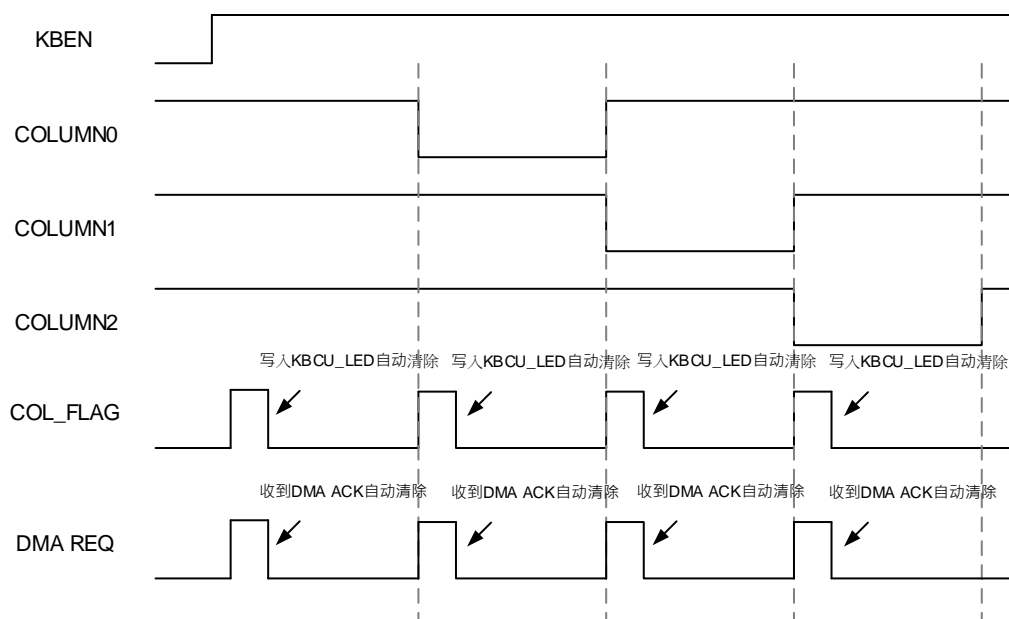 KBEN
COLUMN0
COLUMN1
COLUMN2
写入KBCU_LED自动清除 写入KBCU_LED自动清除 写入KBCU_LED自动清除 写入KBCU_LED自动清除
COL_FLAG
收到DMA ACK自动清除 收到DMA ACK自动清除 收到DMA ACK自动清除 收到DMA ACK自动清除
DMA REQ